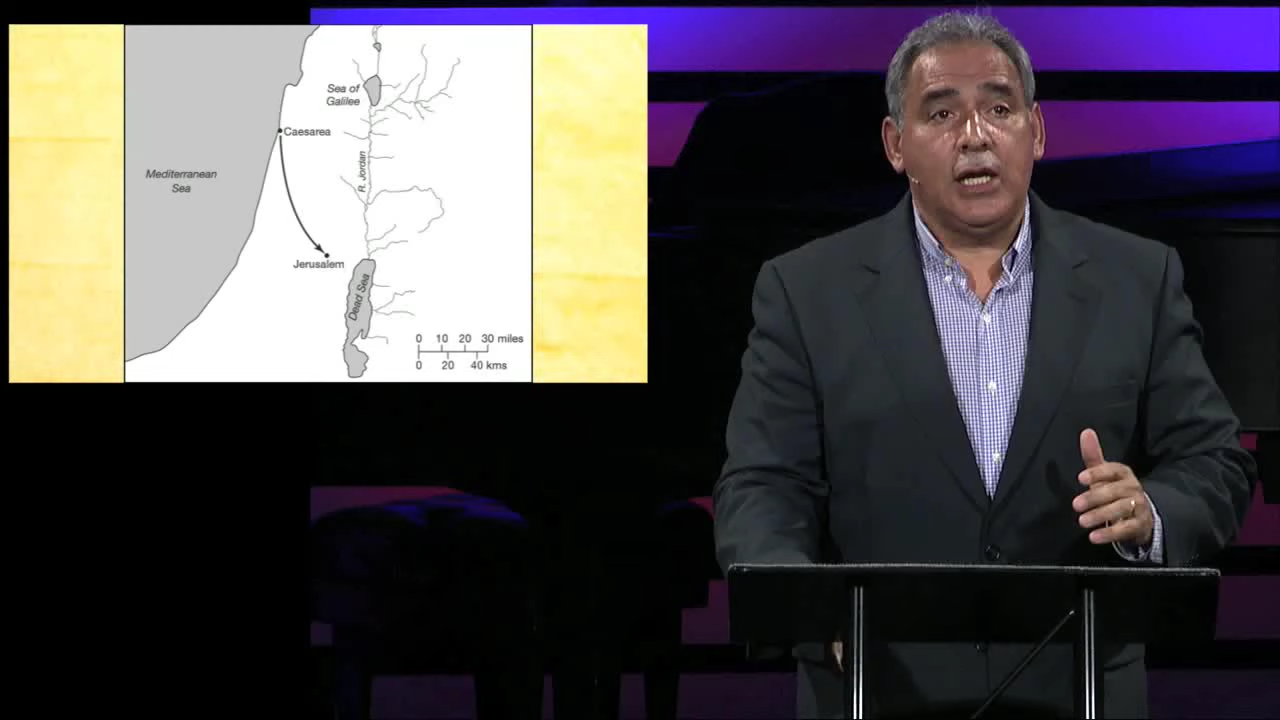 Sea of
Galilee
Caesarea
Mediterranean
Sea
R. Jordan
Jerusalem
Dead Sea
0 10 20 30 miles
0 20 40 kms